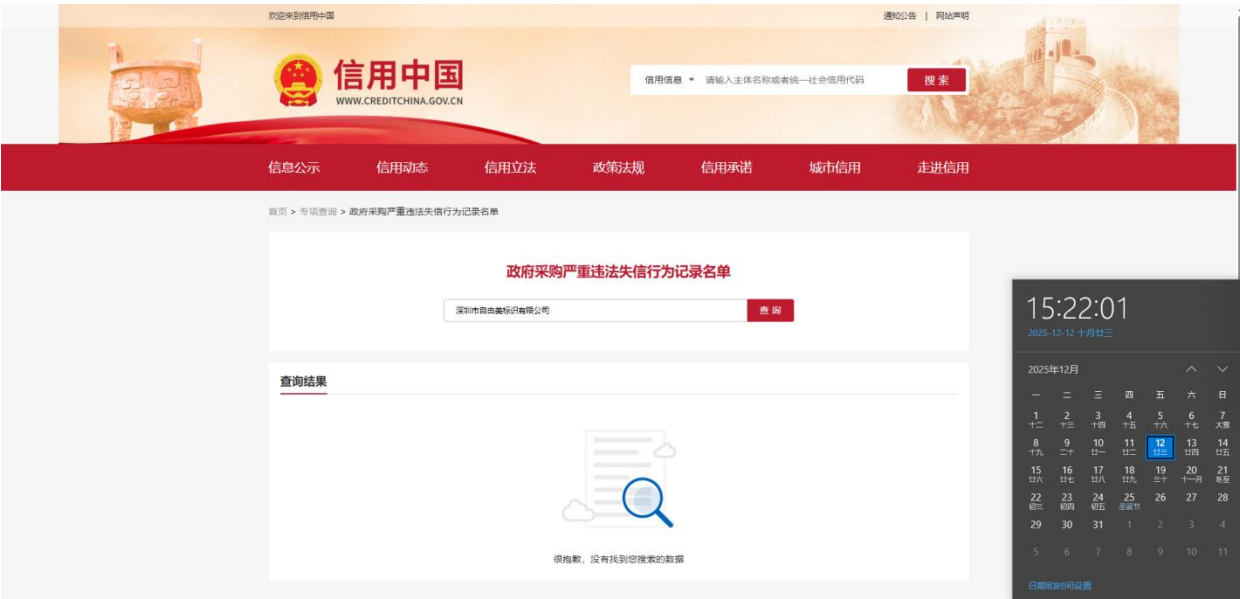 欢迎来到信用中国
通知公告 | 网站声明
信用中国
WWW.CREDITCHINA.GOV.CN
信用信息 请输入主体名称或者统一社会信用代码 搜索
信息公示 信用动态 信用立法 政策法规 信用承诺 城市信用 走进信用
首页 > 专项查询 > 政府采购严重违法失信行为记录名单
政府采购严重违法失信行为记录名单
深圳市自由美标识有限公司 查询
查询结果
很抱歉，没有找到您搜索的数据
15:22:01
2025-12-12 十月廿三
2025年12月
一 二 三 四 五 六 日
1 2 3 4 5 6 7
十二 十三 十四 十五 十六 十七 大雪
8 9 10 11 12 13 14
十九 二十 廿一 廿二 廿三 廿四 廿五
15 16 17 18 19 20 21
廿六 廿七 廿八 廿九 三十 十一月 冬至
22 23 24 25 26 27 28
初三 初四 初五 圣诞节
29 30 31 1 2 3 4
5 6 7 8 9 10 11
日期和时间设置